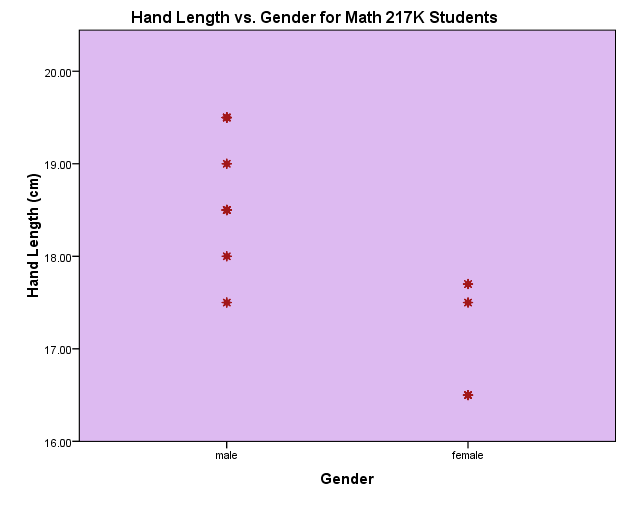 Hand Length vs. Gender for Math 217K Students
20.00
19.00
18.00
17.00
16.00
Hand Length (cm)
male female
Gender